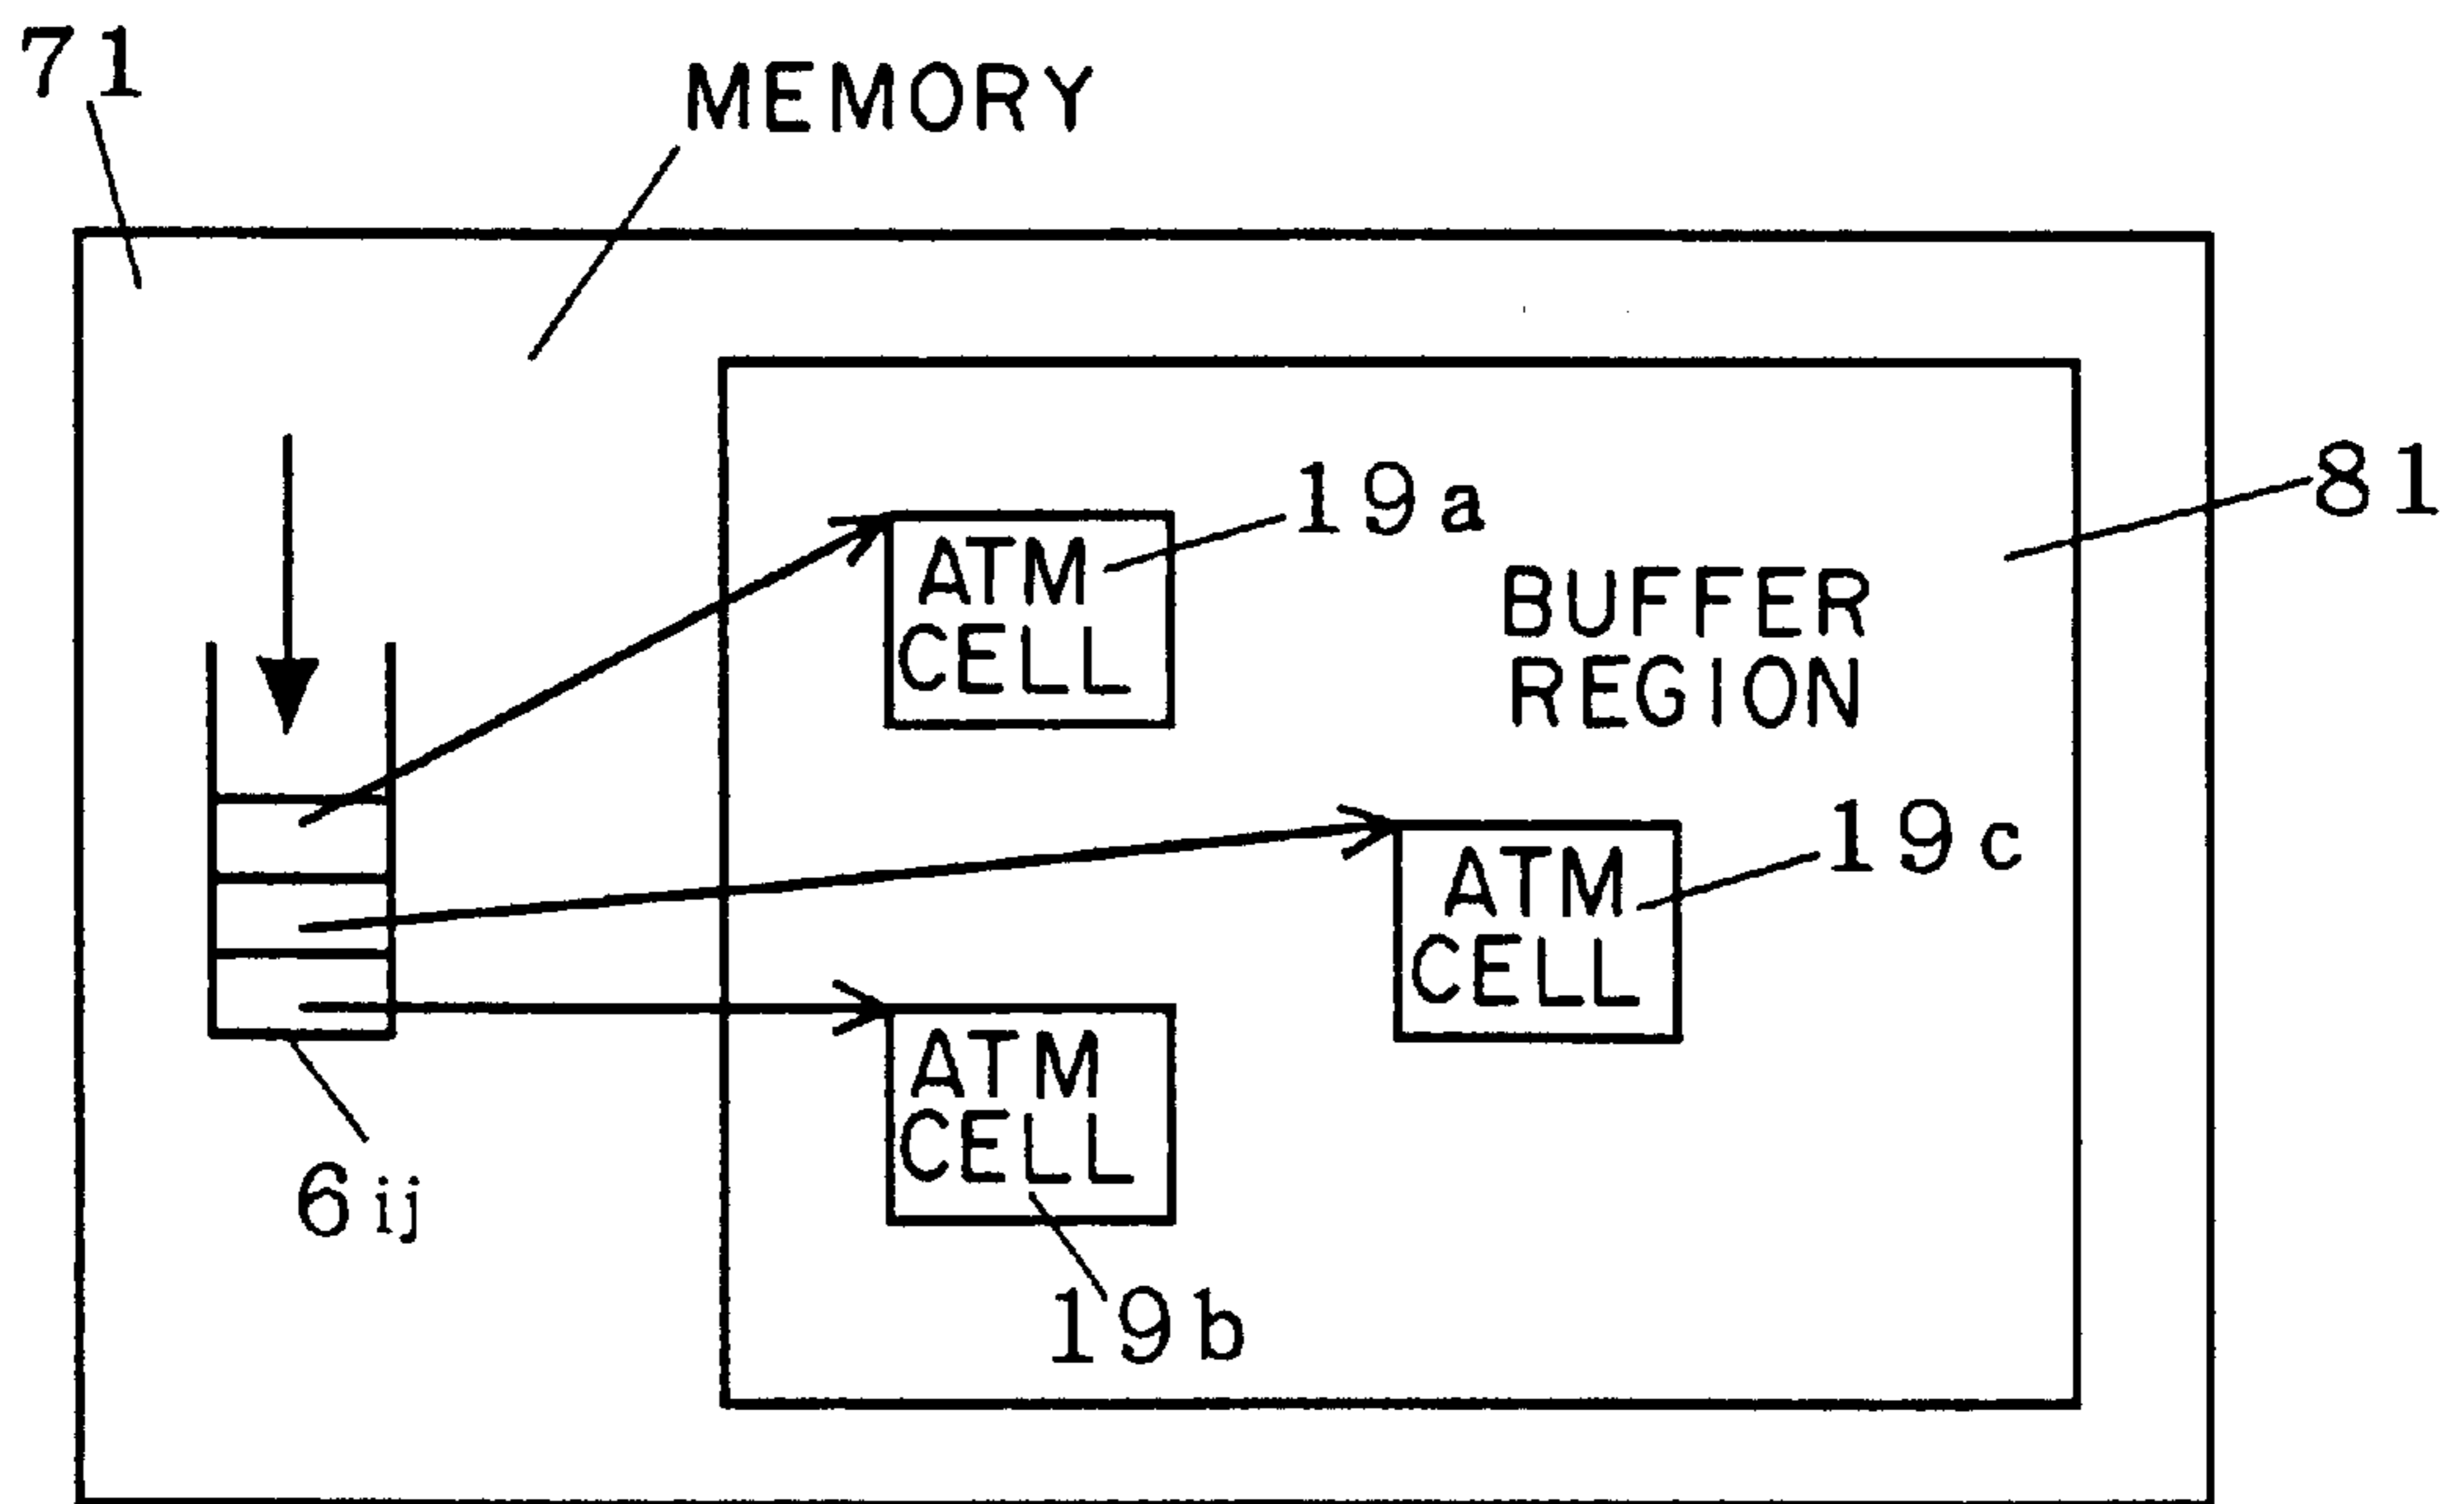 71
MEMORY
19a
81
ATM
CELL
BUFFER
REGION
19c
ATM
CELL
ATM
CELL
6ij
19b